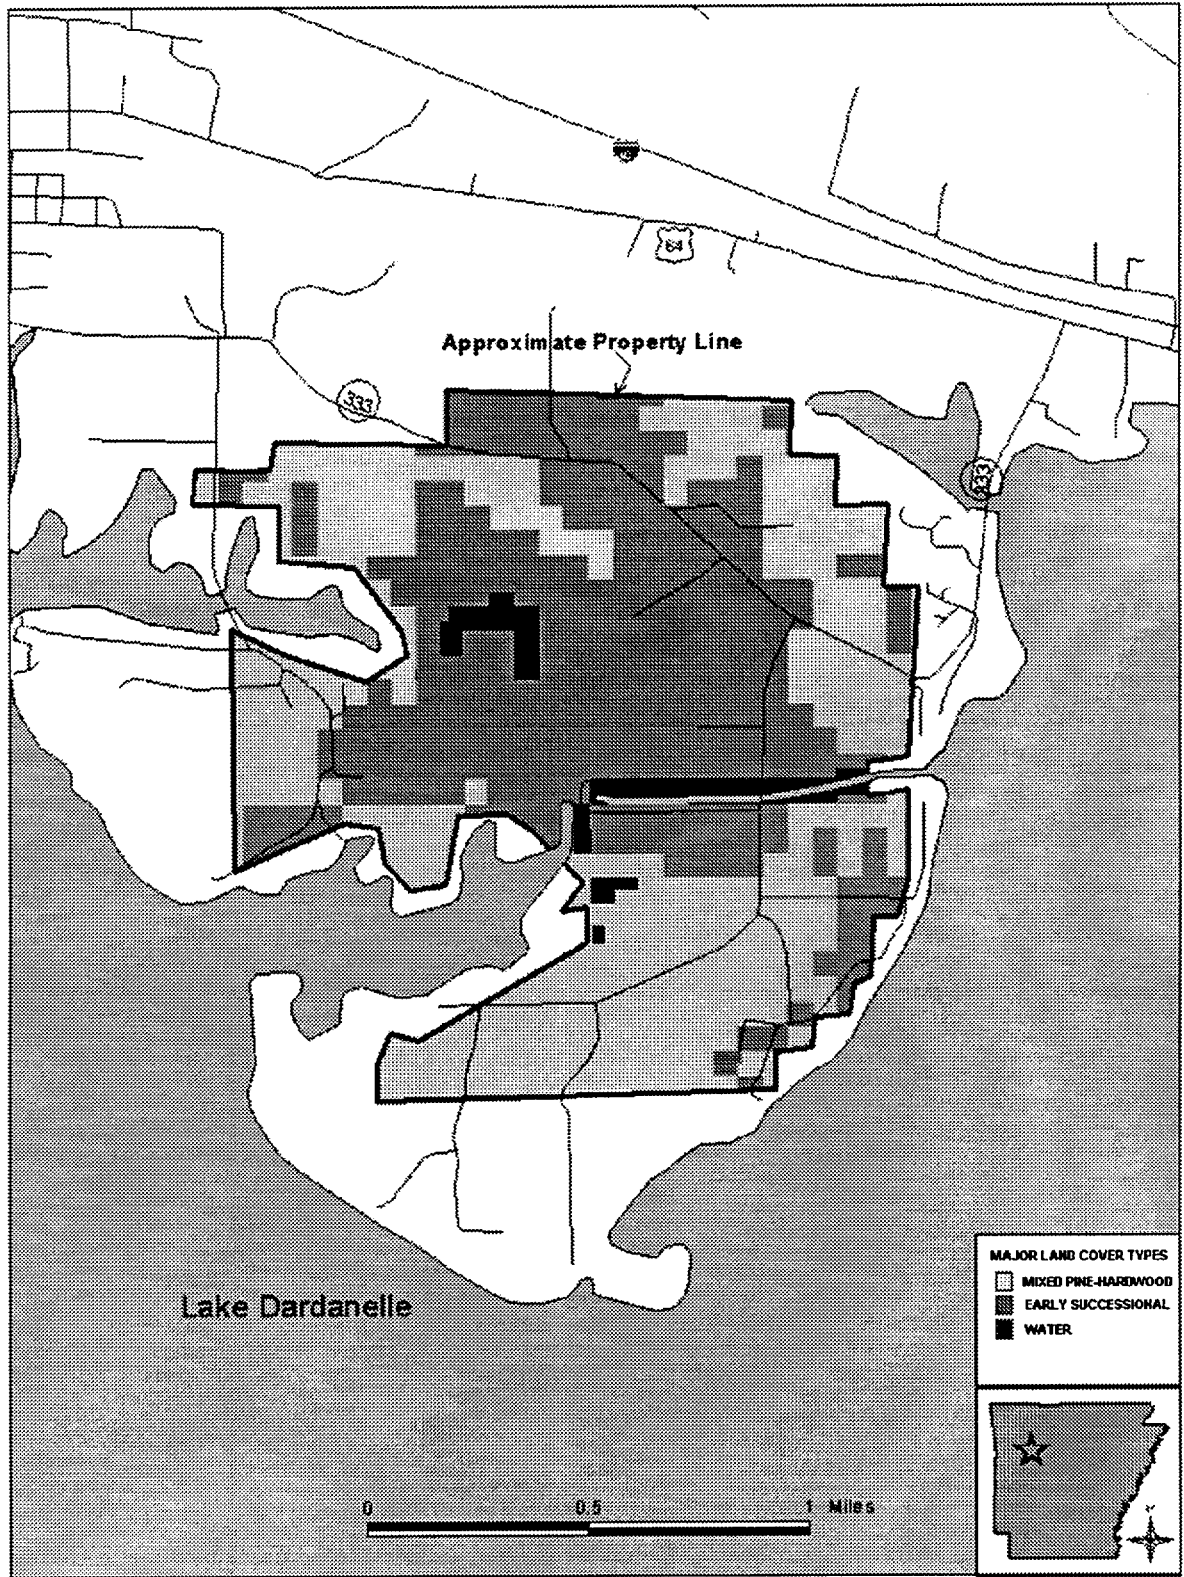 64
Approximate Property Line
333
333
MAJOR LAND COVER TYPES
MIXED PINE-HARDWOOD
EARLY SUCCESSIONAL
WATER
Lake Dardanelle
0 0.5 1 Miles